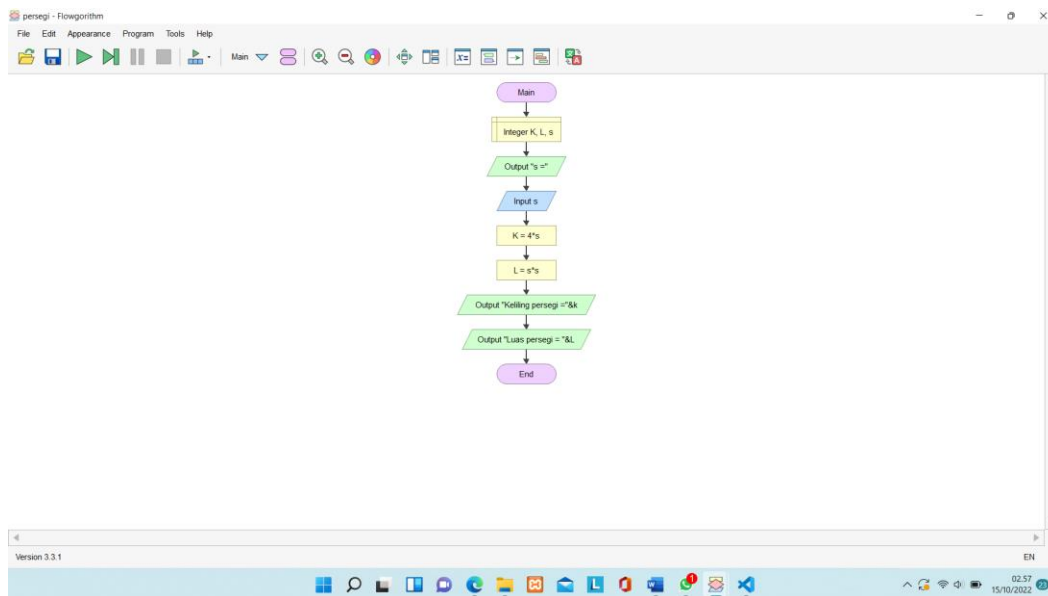 persegi - Flowgorithm
File Edit Appearance Program Tools Help
Main
Main
Integer K, L, s
Output "s ="
Input s
K = 4*s
L = s*s
Output "Keliling persegi ="&k
Output "Luas persegi = "&L
End
Version 3.3.1
EN
02.57
15/10/2022
23